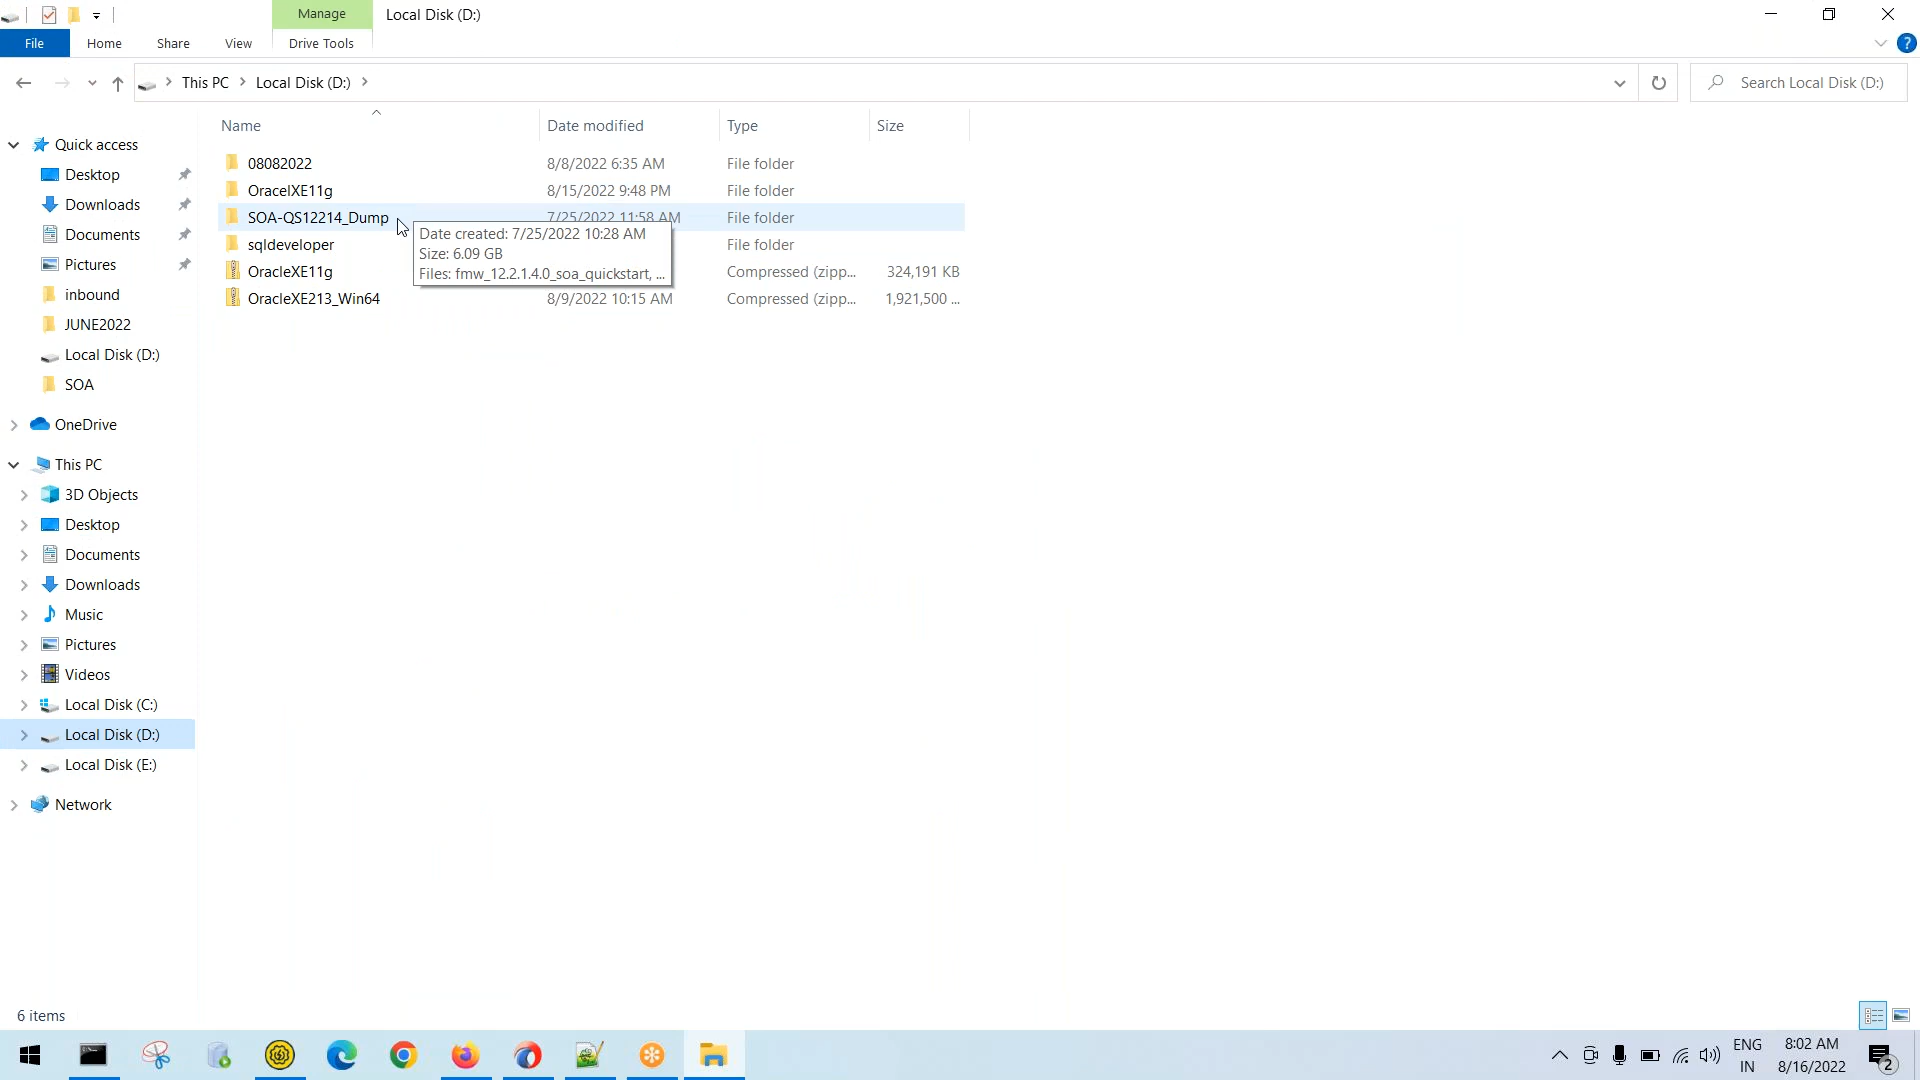 Manage
Local Disk (D:)
File
Home
Share
View
Drive Tools
This PC
Local Disk (D:)
Search Local Disk (D:)
Name
Date modified
Type
Size
08082022
8/8/2022 6:35 AM
File folder
OracelXE11g
8/15/2022 9:48 PM
File folder
SOA-QS12214_Dump
7/25/2022 11:58 AM
File folder
sqldeveloper
File folder
OracleXE11g
Compressed (zipp...
324,191 KB
OracleXE213_Win64
8/9/2022 10:15 AM
Compressed (zipp...
1,921,500 ...
Date created: 7/25/2022 10:28 AM
Size: 6.09 GB
Files: fmw_12.2.1.4.0_soa_quickstart, ...
Quick access
Desktop
Downloads
Documents
Pictures
inbound
JUNE2022
Local Disk (D:)
SOA
OneDrive
This PC
3D Objects
Desktop
Documents
Downloads
Music
Pictures
Videos
Local Disk (C:)
Local Disk (D:)
Local Disk (E:)
Network
6 items
ENG
IN
8:02 AM
8/16/2022
2